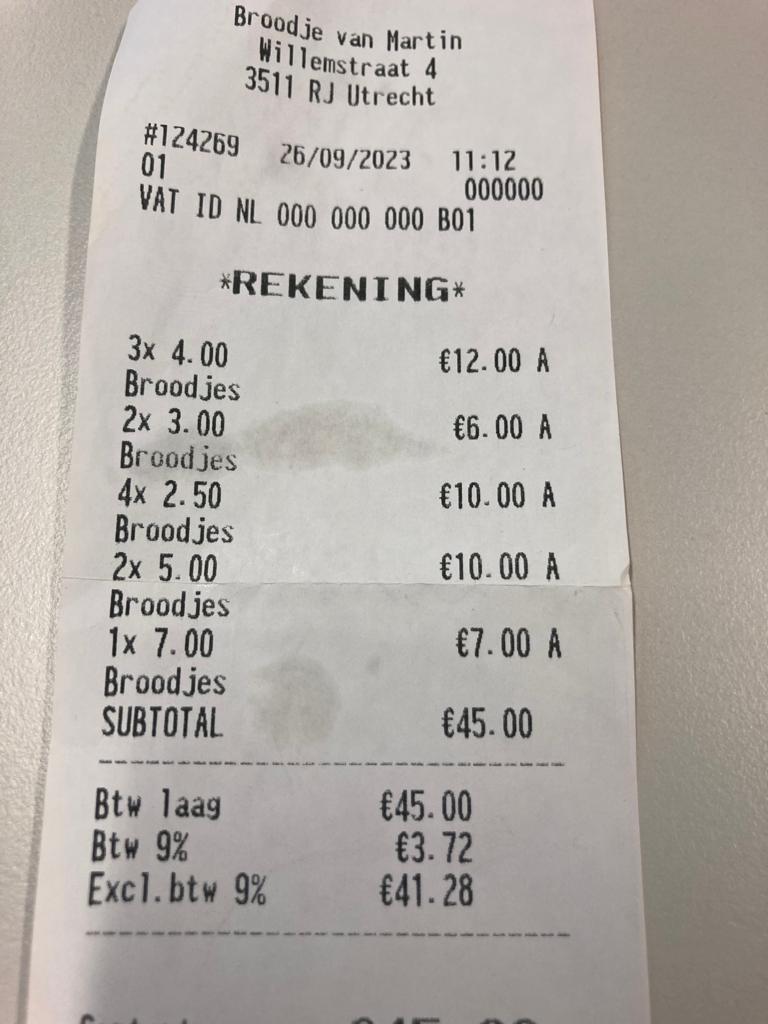 Broodje van Martin
Willemstraat 4
3511 RJ Utrecht
#124269 26/09/2023 11:12
01 000000
VAT ID NL 000 000 000 B01
*REKENING*
3x 4.00 €12.00 A
Broodjes
2x 3.00 €6.00 A
Broodjes
4x 2.50 €10.00 A
Broodjes
2x 5.00 €10.00 A
Broodjes
1x 7.00 €7.00 A
Broodjes
SUBTOTAL €45.00
Btw laag €45.00
Btw 9% €3.72
Excl.btw 9% €41.28